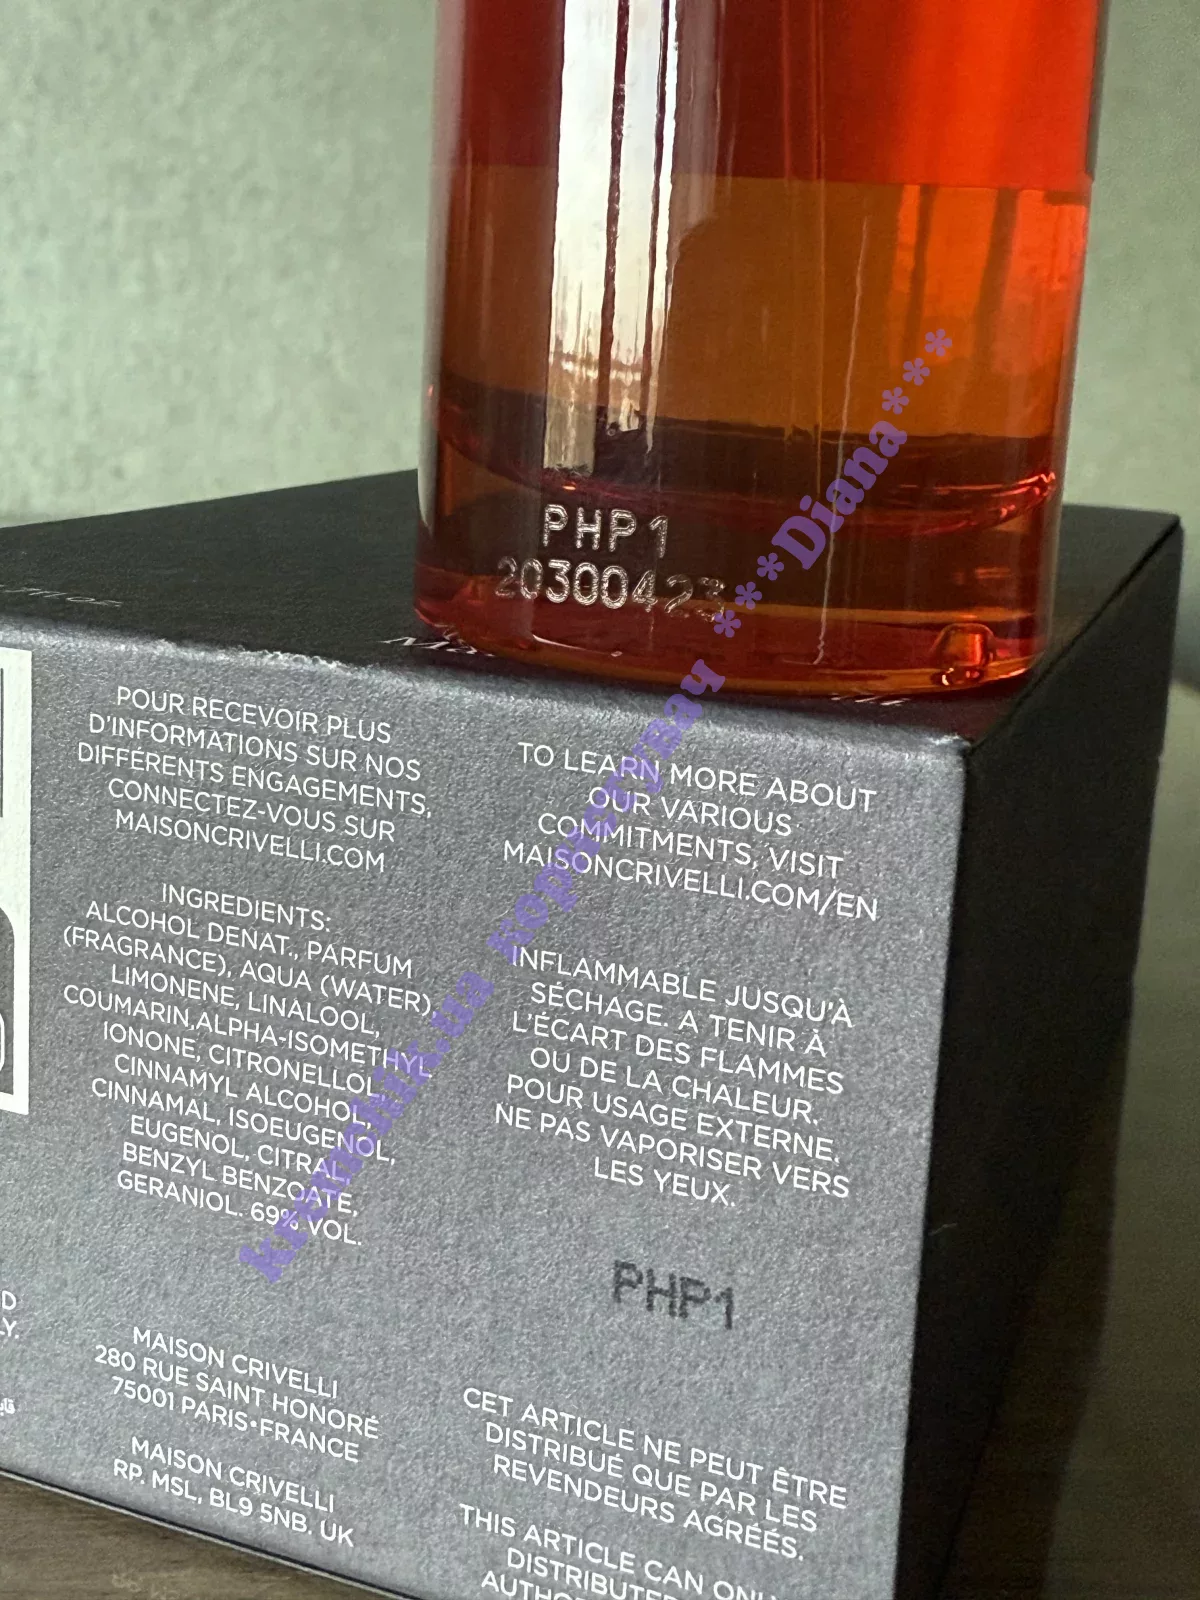 PHP1
20300423
POUR RECEVOIR PLUS
D'INFORMATIONS SUR NOS
DIFFÉRENTS ENGAGEMENTS,
CONNECTEZ-VOUS SUR
MAISONCRIVELLI.COM
INGREDIENTS:
ALCOHOL DENAT., PARFUM
(FRAGRANCE), AQUA (WATER),
LIMONENE, LINALOOL,
COUMARIN,ALPHA-ISOMETHYL
IONONE, CITRONELLOL,
CINNAMYL ALCOHOL,
CINNAMAL, ISOEUGENOL,
EUGENOL, CITRAL,
BENZYL BENZOATE,
GERANIOL. 69% VOL.
MAISON CRIVELLI
280 RUE SAINT HONORÉ
75001 PARIS•FRANCE
MAISON CRIVELLI
RP. MSL, BL9 5NB. UK
TO LEARN MORE ABOUT
OUR VARIOUS
COMMITMENTS, VISIT
MAISONCRIVELLI.COM/EN
INFLAMMABLE JUSQU'À
SÉCHAGE. A TENIR À
L'ÉCART DES FLAMMES
OU DE LA CHALEUR.
POUR USAGE EXTERNE.
NE PAS VAPORISER VERS
LES YEUX.
PHP1
CET ARTICLE NE PEUT ÊTRE
DISTRIBUÉ QUE PAR LES
REVENDEURS AGRÉÉS.
THIS ARTICLE CAN ONLY
DISTRIBUTED
kramchik.ua копіетувау ***Diana***